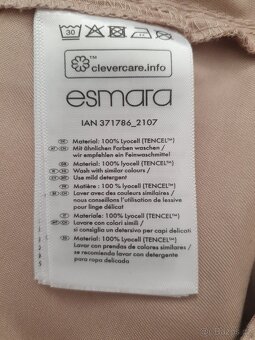 30
clevercare.info
esmara
IAN 371786_2107
Material: 100% Lyocell (TENCEL™)
Mit ähnlichen Farben waschen /
wir empfehlen ein Feinwaschmittel
Material: 100% Lyocell (TENCEL™)
Wash with similar colours /
Use mild detergent
Matière : 100% Lyocell (TENCEL™)
Laver avec des couleurs similaires /
nous conseillons l'utilisation de lessive
pour linge délicat
Materiale: 100% Lyocell (TENCEL™)
Lavare con colori simili /
si consiglia un detersivo per capi delicati
Material: 100% Lyocell (TENCEL™)
Lavar con prendas de colores similares /
se recomienda lavar con detergente
para ropa delicada